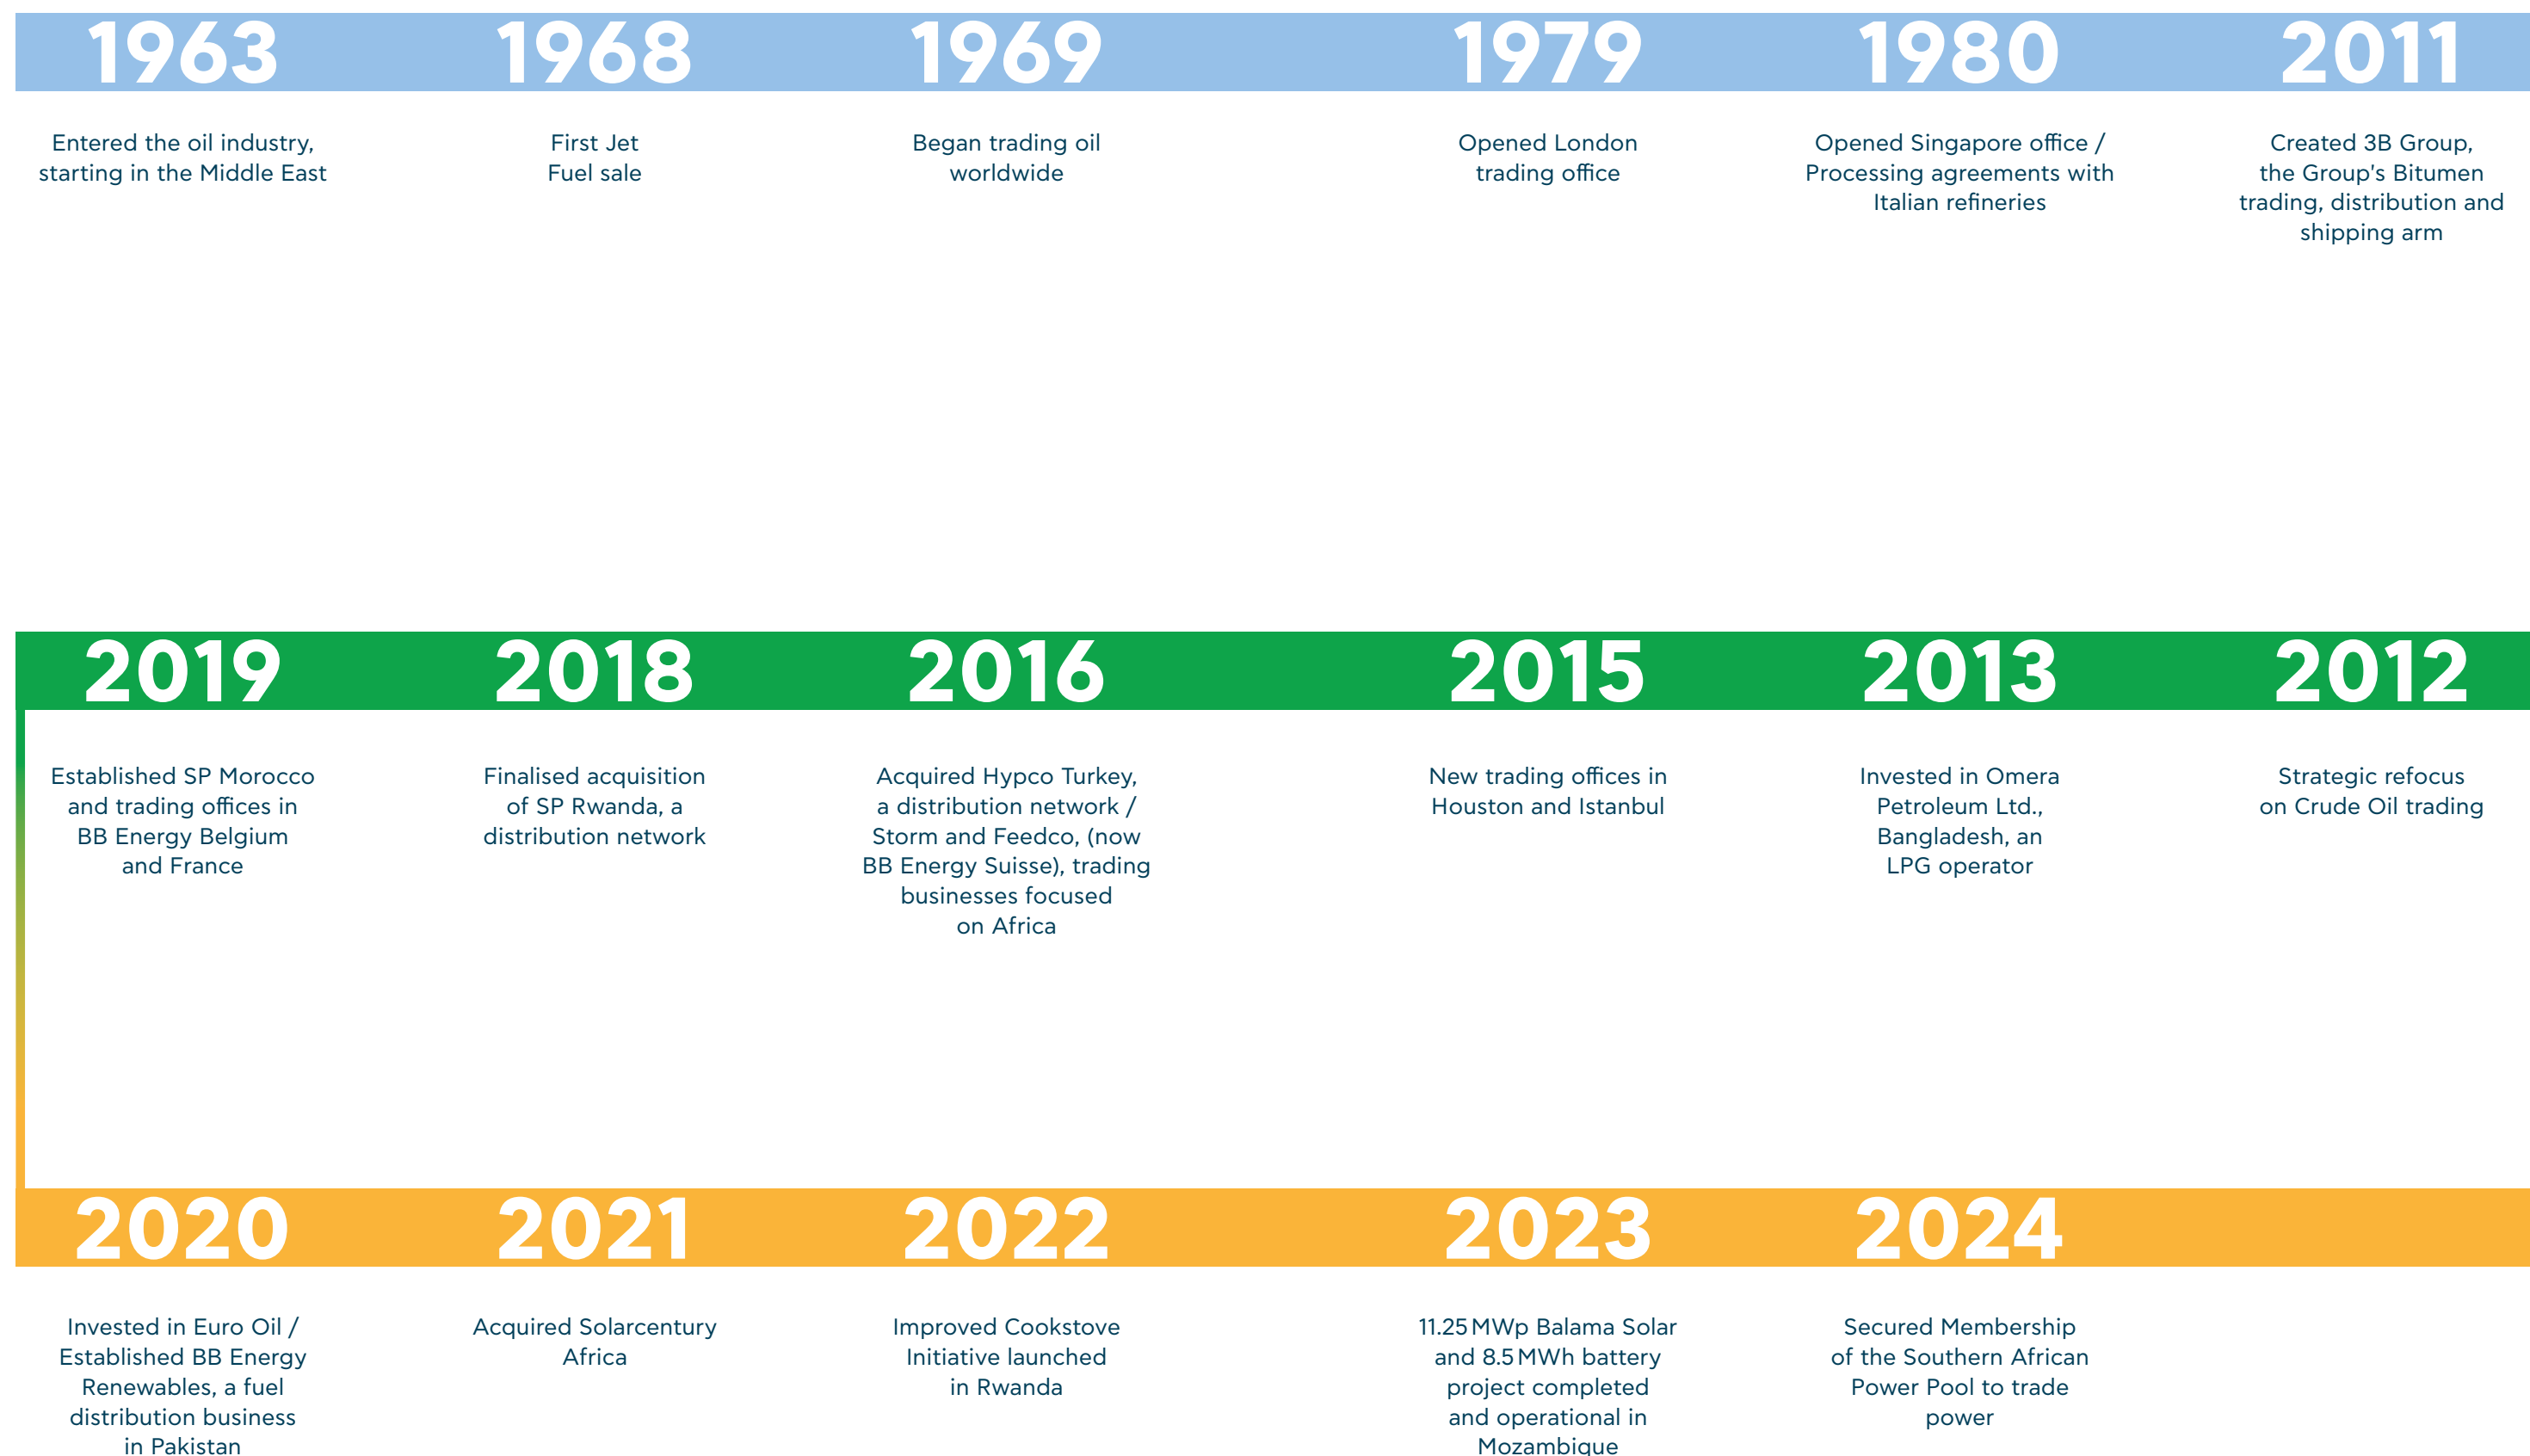 1963
Entered the oil industry,
starting in the Middle East
1968
First Jet
Fuel sale
1969
Began trading oil
worldwide
1979
Opened London
trading office
1980
Opened Singapore office /
Processing agreements with
Italian refineries
2011
Created 3B Group,
the Group's Bitumen
trading, distribution and
shipping arm
2019
Established SP Morocco
and trading offices in
BB Energy Belgium
and France
2018
Finalised acquisition
of SP Rwanda, a
distribution network
2016
Acquired Hypco Turkey,
a distribution network /
Storm and Feedco, (now
BB Energy Suisse), trading
businesses focused
on Africa
2015
New trading offices in
Houston and Istanbul
2013
Invested in Omera
Petroleum Ltd.,
Bangladesh, an
LPG operator
2012
Strategic refocus
on Crude Oil trading
2020
Invested in Euro Oil /
Established BB Energy
Renewables, a fuel
distribution business
in Pakistan
2021
Acquired Solarcentury
Africa
2022
Improved Cookstove
Initiative launched
in Rwanda
2023
11.25 MWp Balama Solar
and 8.5 MWh battery
project completed
and operational in
Mozambique
2024
Secured Membership
of the Southern African
Power Pool to trade
power